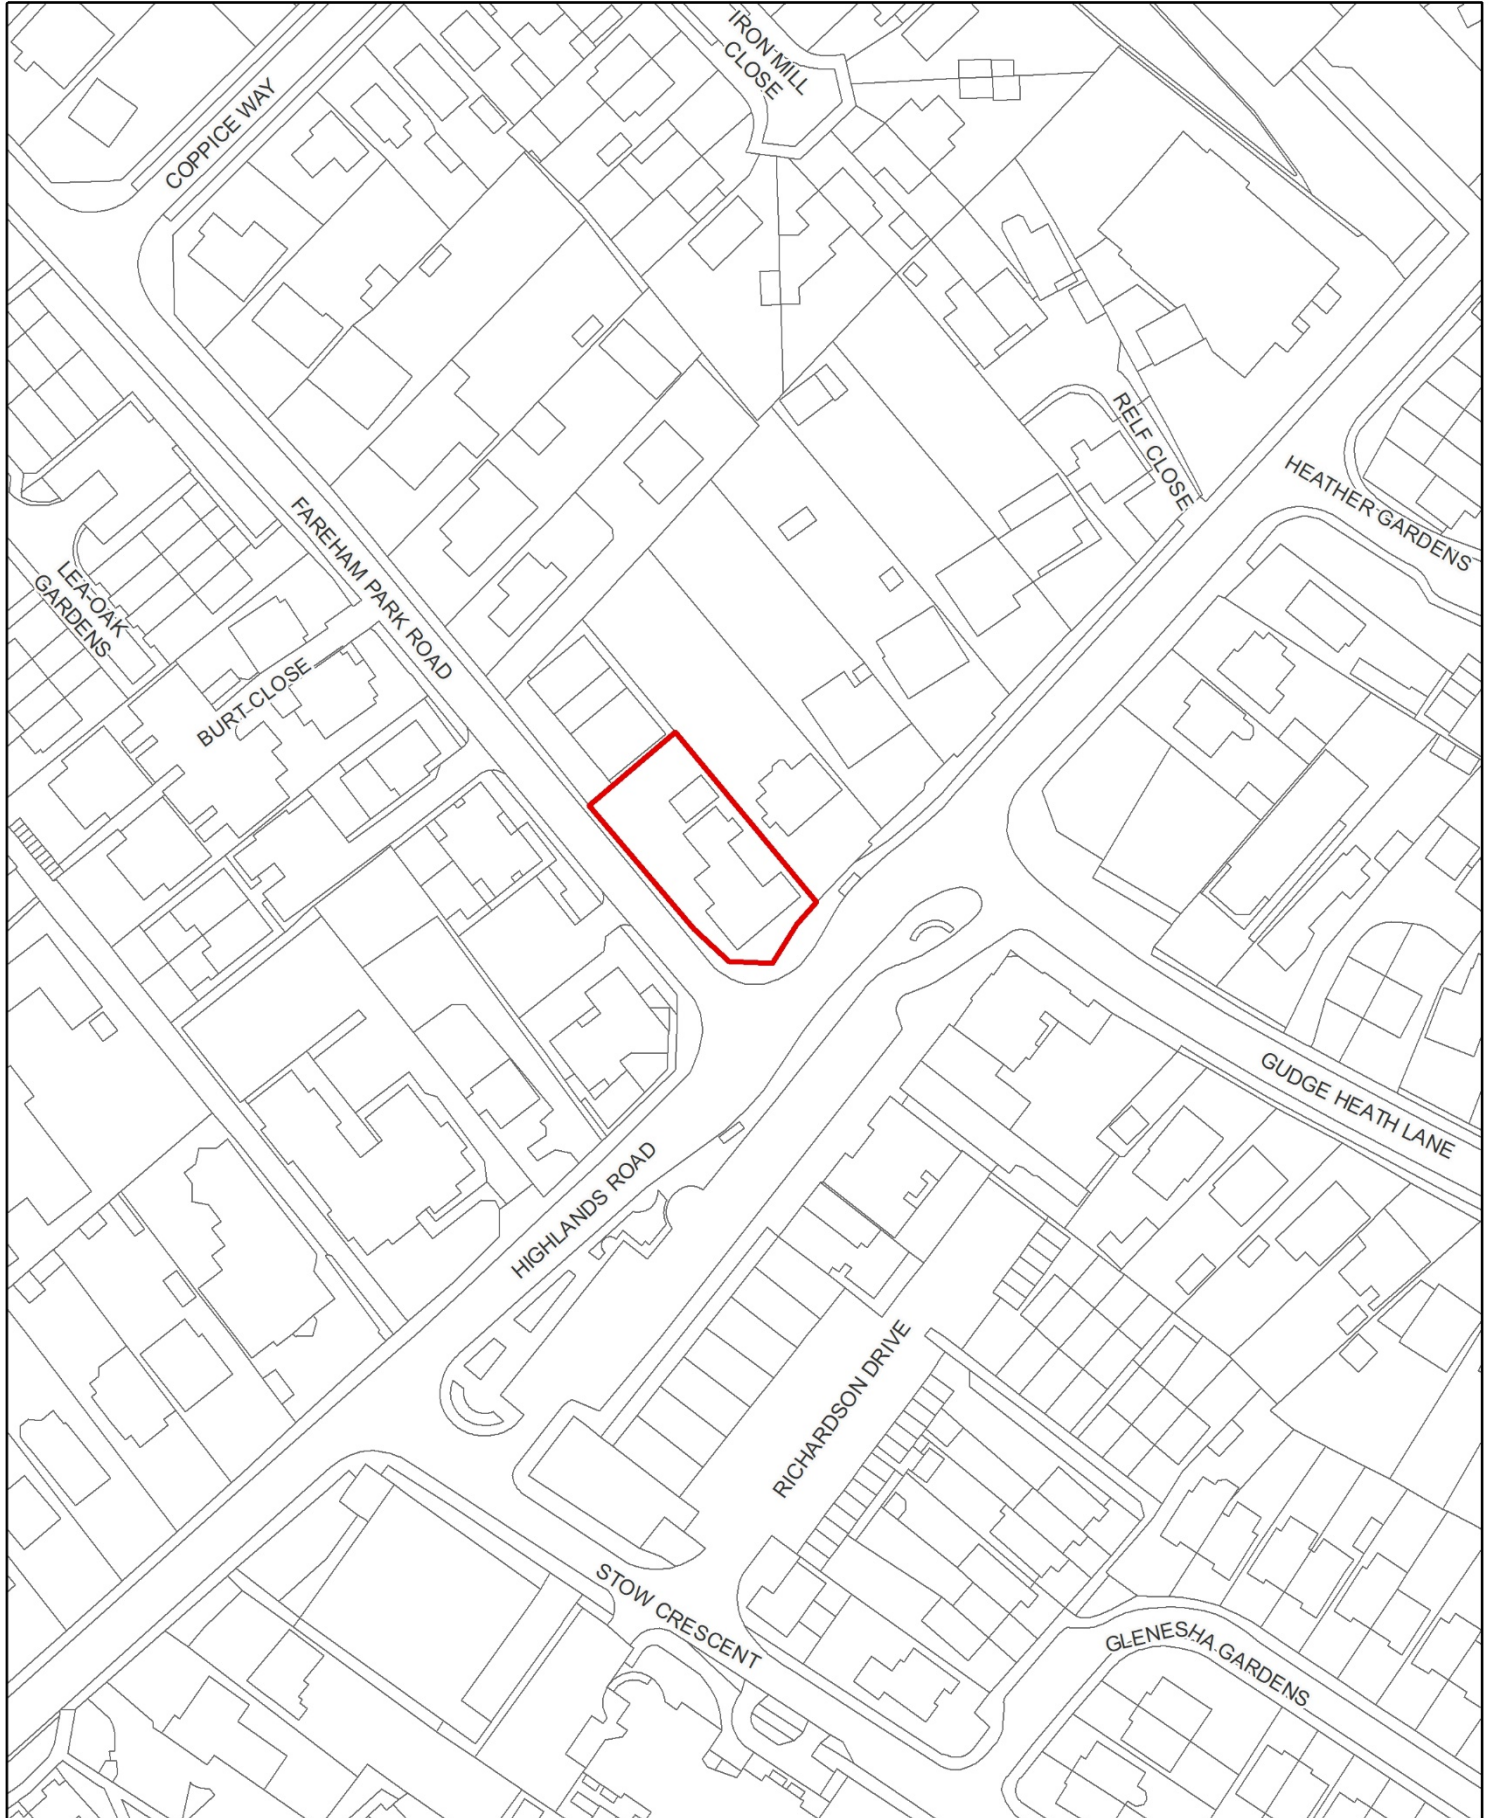 IRON MILL
CLOSE
COPPICE WAY
RELF CLOSE
HEATHER GARDENS
FAREHAM PARK ROAD
LEA-OAK
GARDENS
BURT CLOSE
GUDGE HEATH LANE
HIGHLANDS ROAD
RICHARDSON DRIVE
STOW CRESCENT
GLENESHA GARDENS